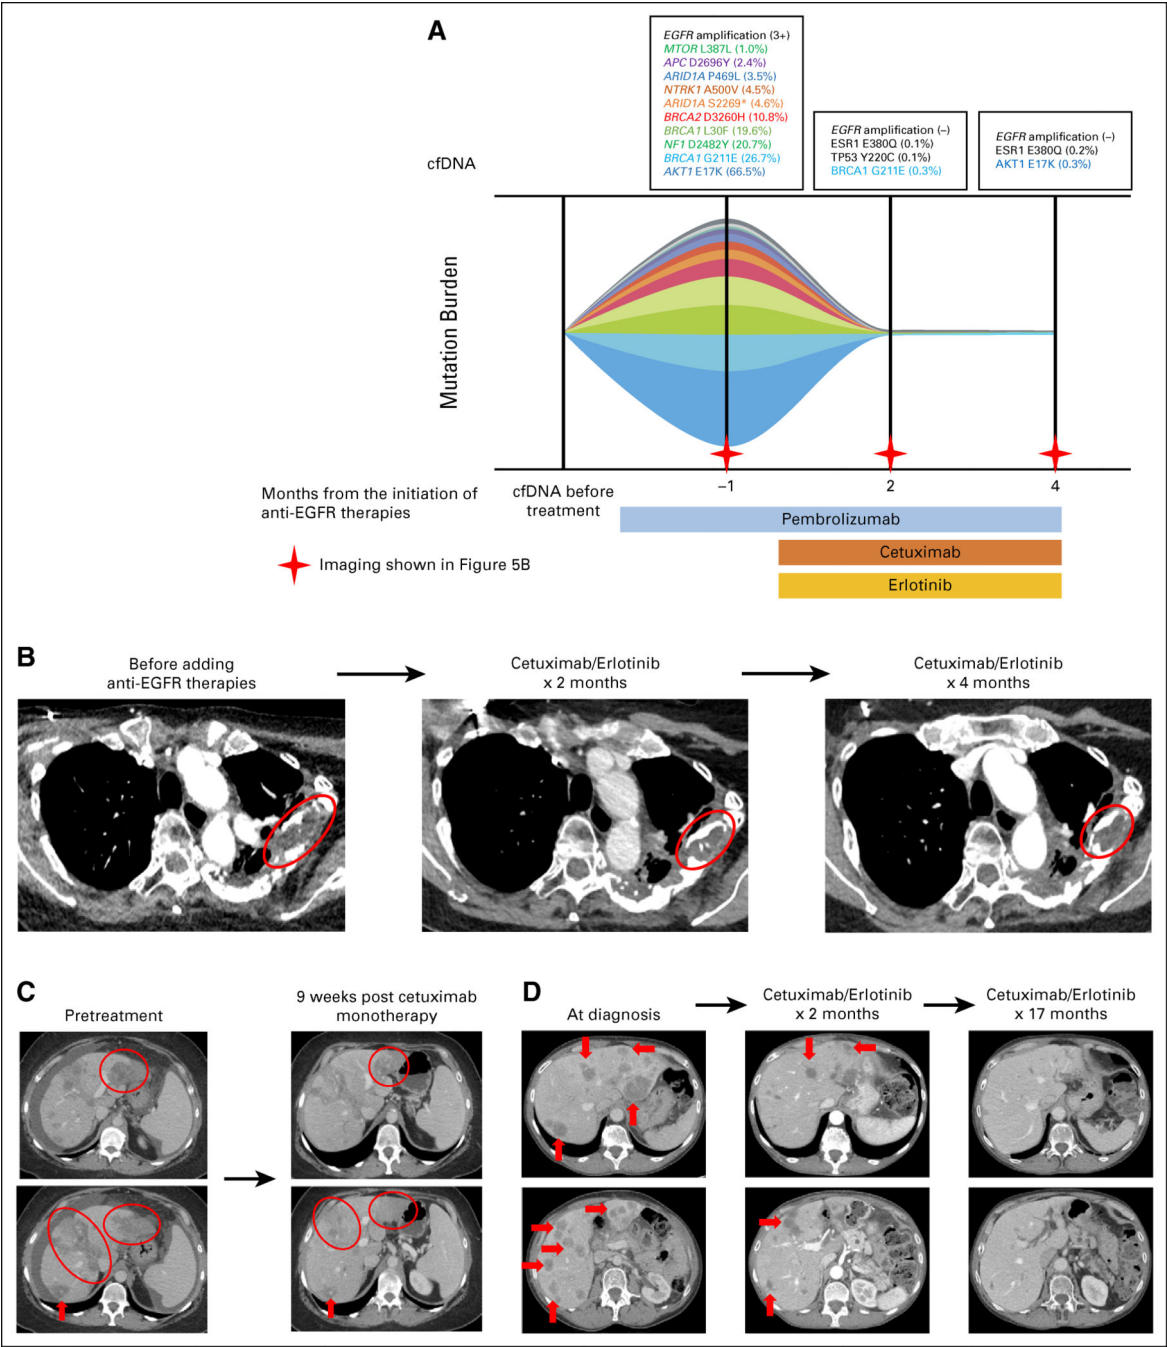 A
EGFR amplification (3+)
MTOR L387L (1.0%)
APC D2696Y (2.4%)
ARID1A P469L (3.5%)
NTRK1 A500V (4.5%)
ARID1A S2269* (4.6%)
BRCA2 D3260H (10.8%)
BRCA1 L30F (19.6%)
NF1 D2482Y (20.7%)
BRCA1 G211E (26.7%)
AKT1 E17K (66.5%)
EGFR amplification (–)
ESR1 E380Q (0.1%)
TP53 Y220C (0.1%)
BRCA1 G211E (0.3%)
EGFR amplification (–)
ESR1 E380Q (0.2%)
AKT1 E17K (0.3%)
cfDNA
Mutation Burden
Months from the initiation of
anti-EGFR therapies
cfDNA before
treatment
–1
2
4
Pembrolizumab
Cetuximab
Erlotinib
Imaging shown in Figure 5B
B
Before adding
anti-EGFR therapies
Cetuximab/Erlotinib
x 2 months
Cetuximab/Erlotinib
x 4 months
C
Pretreatment
9 weeks post cetuximab
monotherapy
D
At diagnosis
Cetuximab/Erlotinib
x 2 months
Cetuximab/Erlotinib
x 17 months